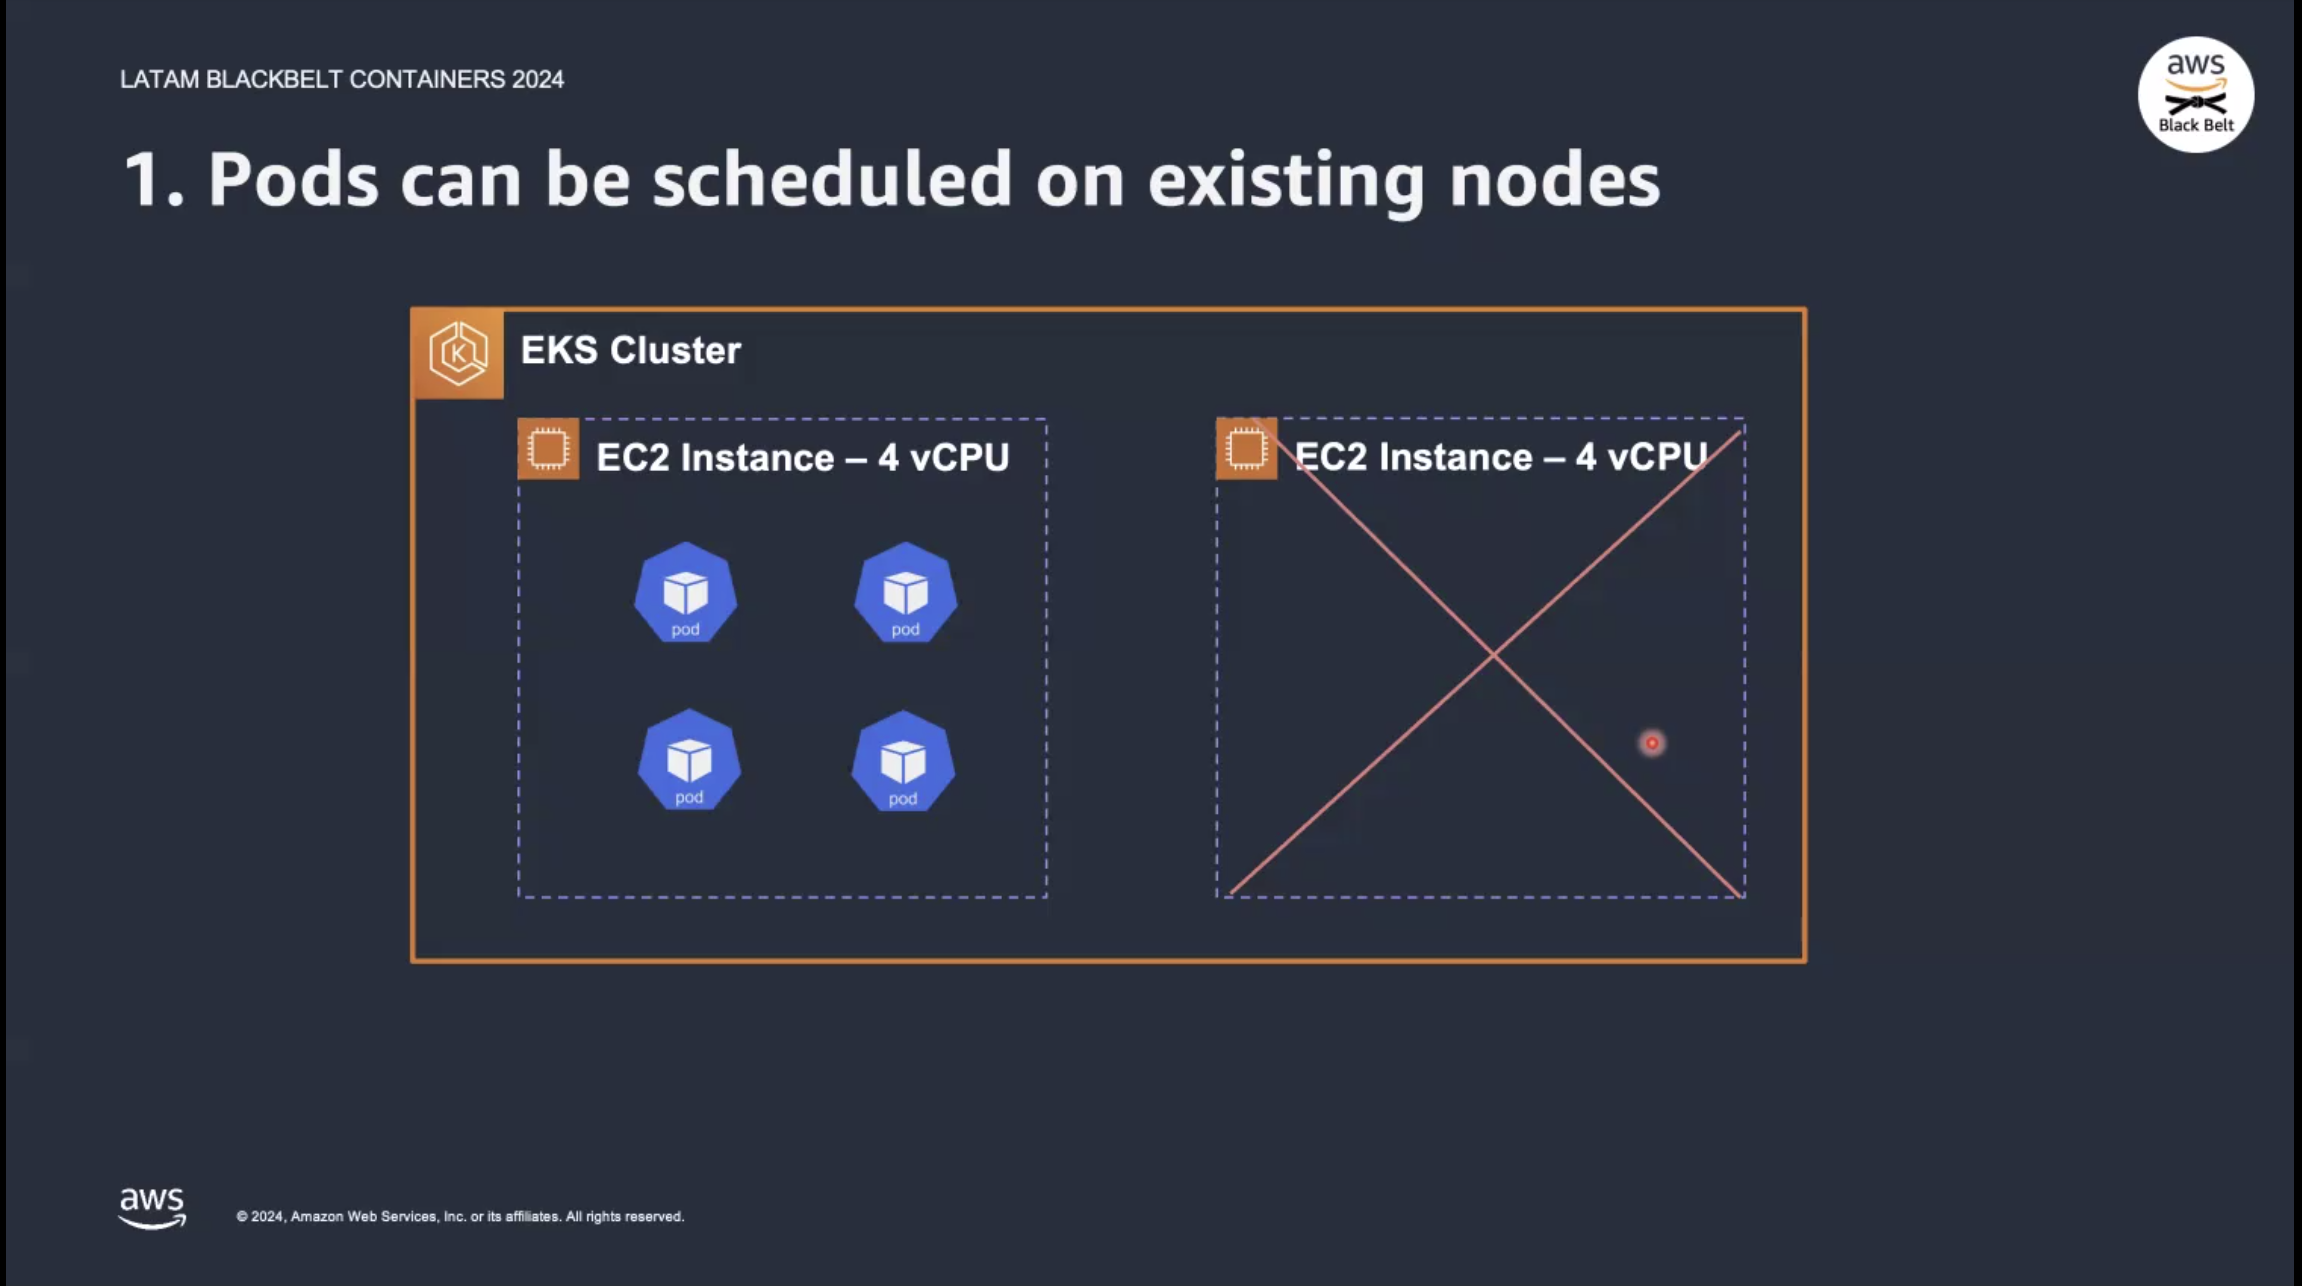 LATAM BLACKBELT CONTAINERS 2024
aws
Black Belt
1. Pods can be scheduled on existing nodes
EKS Cluster
EC2 Instance – 4 vCPU
EC2 Instance – 4 vCPU
pod
pod
pod
pod
aws
© 2024, Amazon Web Services, Inc. or its affiliates. All rights reserved.